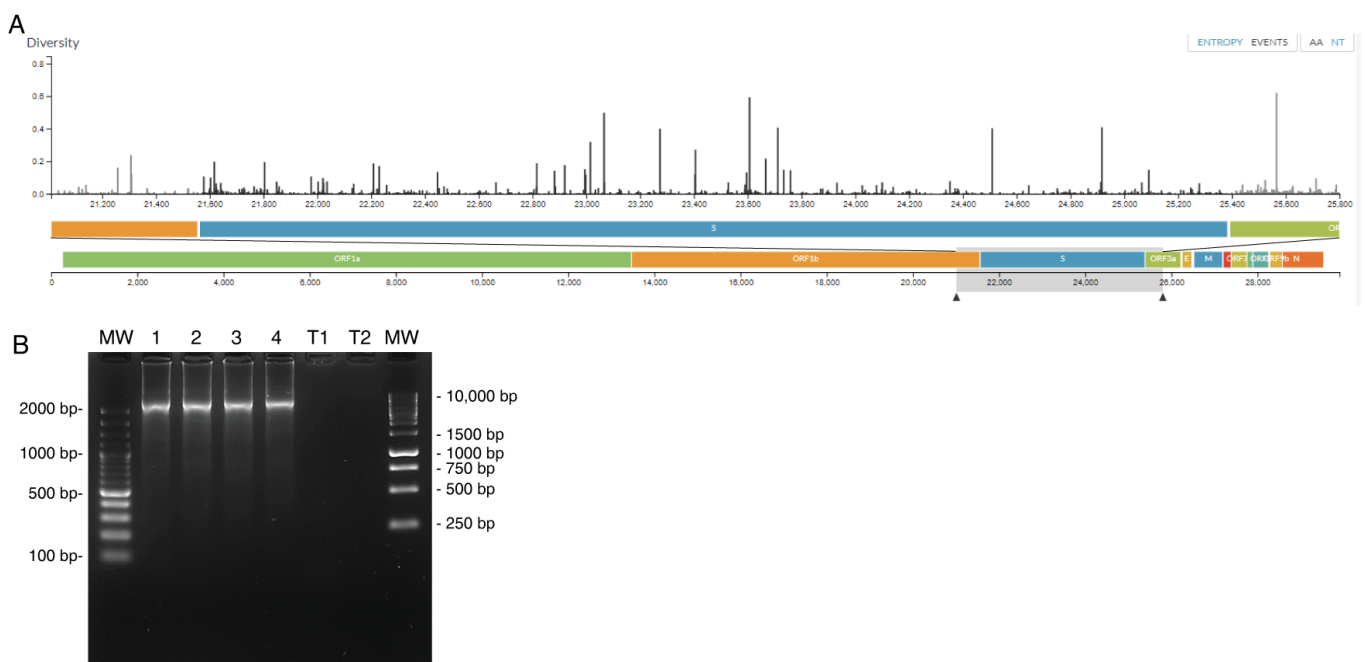 A
Diversity
ENTROPY EVENTS AA NT
0.8
0.6
0.4
0.2
0.0
21,200 21,400 21,600 21,800 22,000 22,200 22,400 22,600 22,800 23,000 23,200 23,400 23,600 23,800 24,000 24,200 24,400 24,600 24,800 25,000 25,200 25,400 25,600 25,800
S
ORF1a ORF1b S ORF3a E M N
0 2,000 4,000 6,000 8,000 10,000 12,000 14,000 16,000 18,000 20,000 22,000 24,000 26,000 28,000
B
MW 1 2 3 4 T1 T2 MW
2000 bp-
1000 bp-
500 bp-
100 bp-
- 10,000 bp
- 1500 bp
- 1000 bp
- 750 bp
- 500 bp
- 250 bp